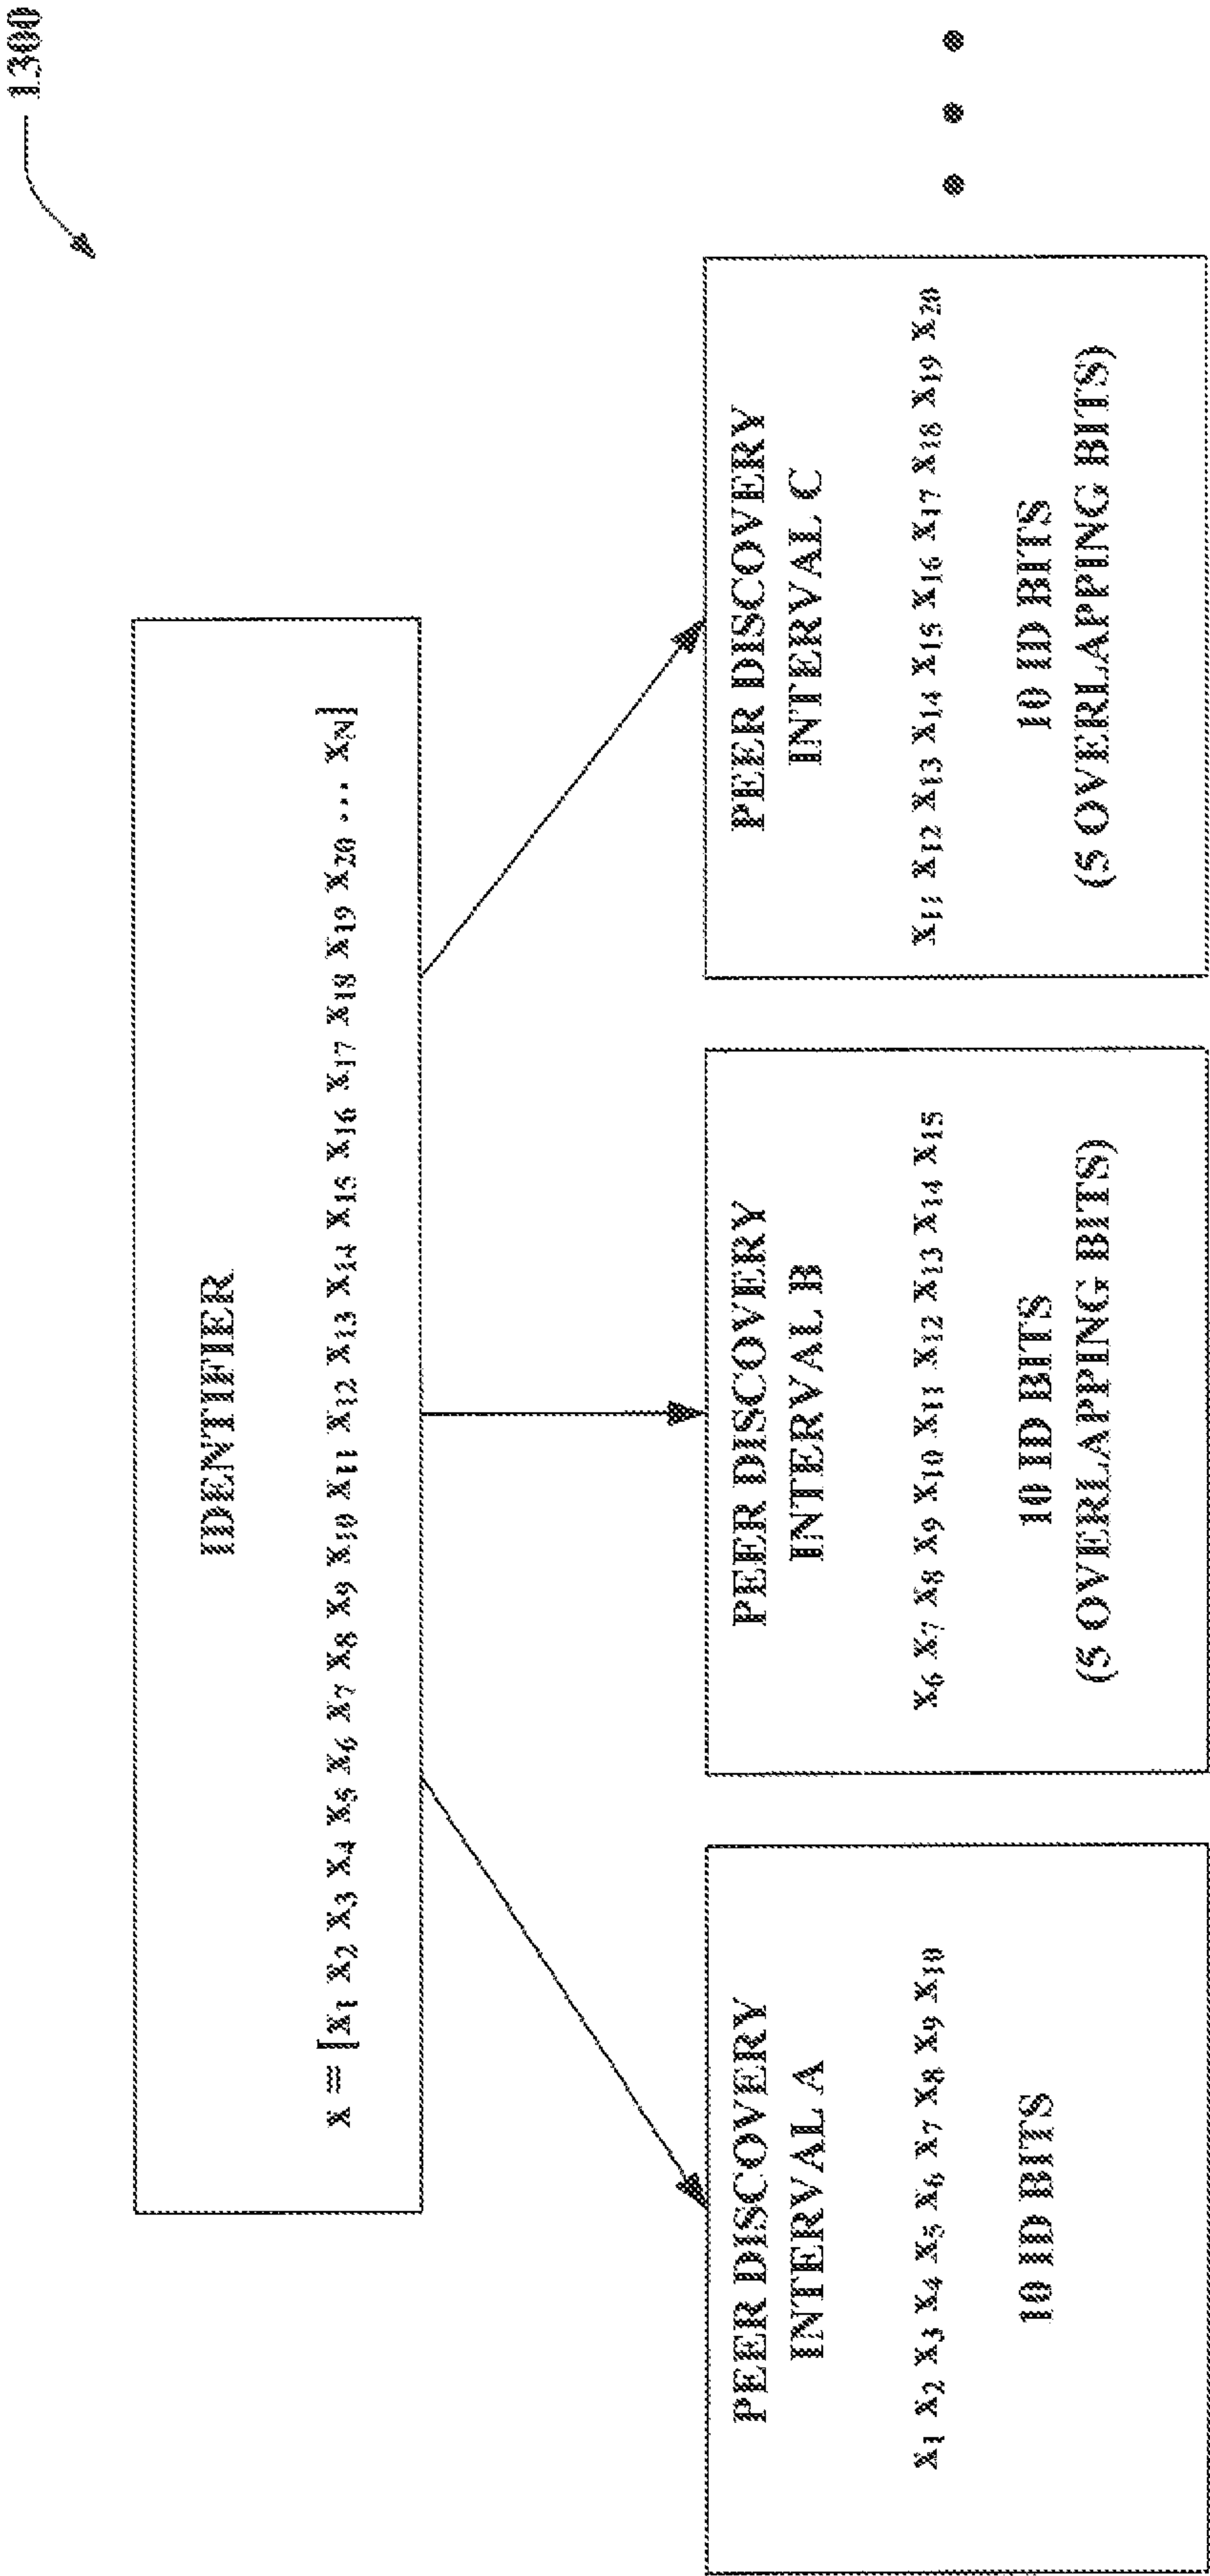 1300
IDENTIFIER
x = [X₁ X₂ X₃ X₄ X₅ X₆ X₇ X₈ X₉ X₁₀ X₁₁ X₁₂ X₁₃ X₁₄ X₁₅ X₁₆ X₁₇ X₁₈ X₁₉ X₂₀ ··· X_N]
PEER DISCOVERY
INTERVAL A
X₁ X₂ X₃ X₄ X₅ X₆ X₇ X₈ X₉ X₁₀
10 ID BITS
PEER DISCOVERY
INTERVAL B
X₆ X₇ X₈ X₉ X₁₀ X₁₁ X₁₂ X₁₃ X₁₄ X₁₅
10 ID BITS
(5 OVERLAPPING BITS)
PEER DISCOVERY
INTERVAL C
X₁₁ X₁₂ X₁₃ X₁₄ X₁₅ X₁₆ X₁₇ X₁₈ X₁₉ X₂₀
10 ID BITS
(5 OVERLAPPING BITS)